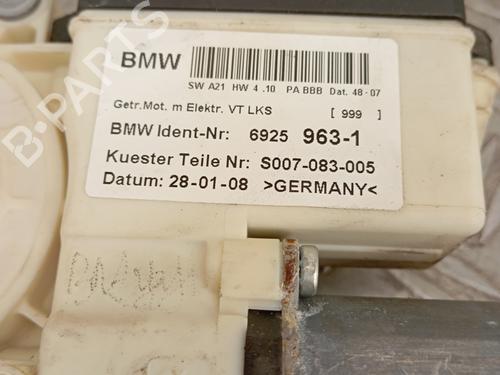 BMW
SW A21 HW 4.10 PA BBB Dat. 48-07
Getr.Mot. m Elektr. VT LKS [ 999 ]
BMW Ident-Nr: 6925 963-1
Kuester Teile Nr: S007-083-005
Datum: 28-01-08 >GERMANY<